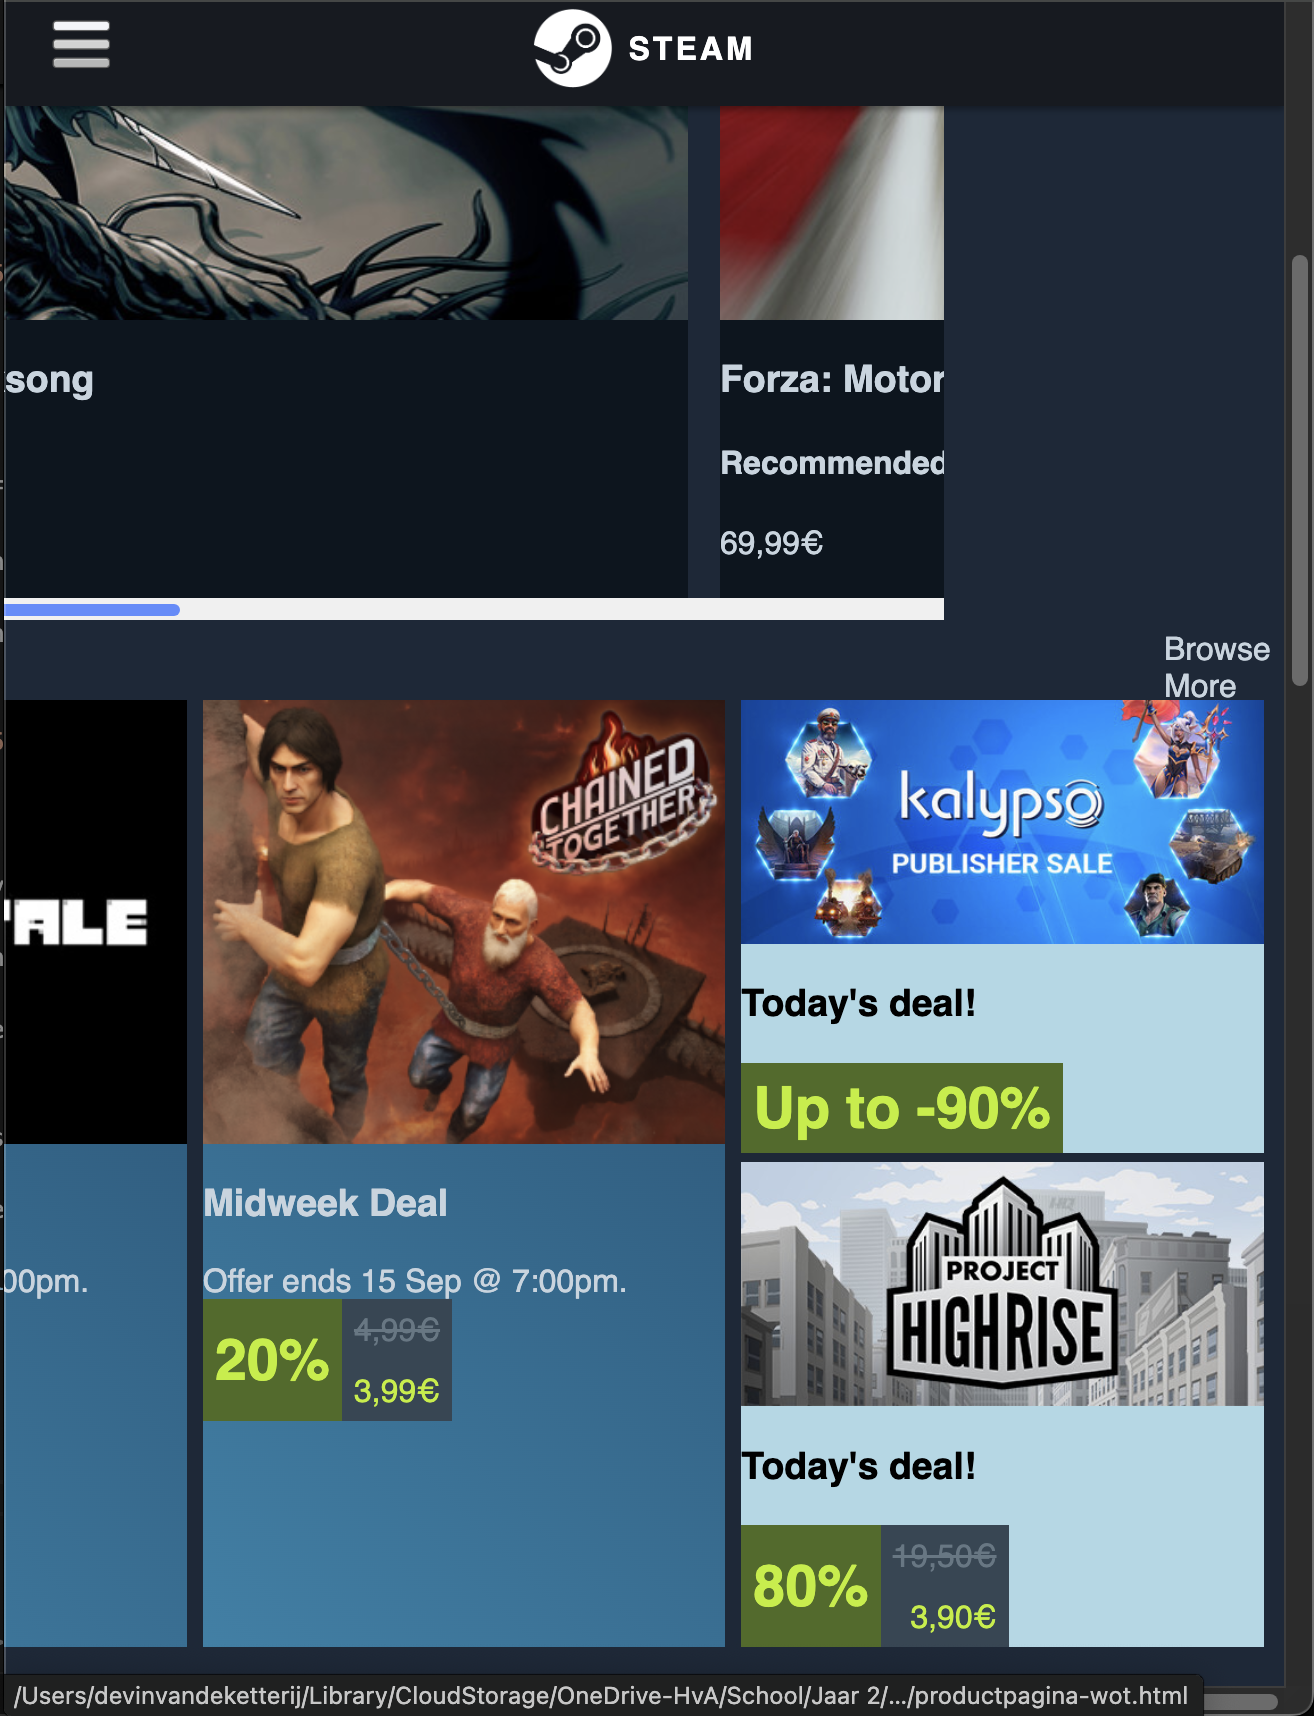 STEAM
song
Forza: Motor
Recommended
69,99€
Browse
More
TALE
CHAINED
TOGETHER
kalypso
PUBLISHER SALE
Today's deal!
Up to -90%
00pm.
Midweek Deal
Offer ends 15 Sep @ 7:00pm.
20%
4,99€
3,99€
PROJECT
HIGHRISE
Today's deal!
80%
19,50€
3,90€
/Users/devinvandeketterij/Library/CloudStorage/OneDrive-HvA/School/Jaar 2/.../productpagina-wot.html